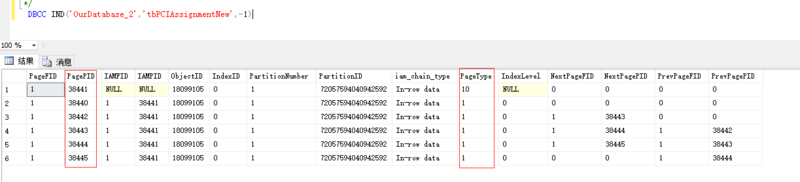 */
DBCC IND('OurDatabase_2','tbPCIAssignmentNew',-1)
100 %
结果 消息
PageFID PagePID IAMFID IAMPID ObjectID IndexID PartitionNumber PartitionID iam_chain_type PageType IndexLevel NextPageFID NextPagePID PrevPageFID PrevPagePID
1 1 38441 NULL NULL 18099105 0 1 72057594040942592 In-row data 10 NULL 0 0 0 0
2 1 38440 1 38441 18099105 0 1 72057594040942592 In-row data 1 0 0 0 0 0
3 1 38442 1 38441 18099105 0 1 72057594040942592 In-row data 1 0 1 38443 0 0
4 1 38443 1 38441 18099105 0 1 72057594040942592 In-row data 1 0 1 38444 1 38442
5 1 38444 1 38441 18099105 0 1 72057594040942592 In-row data 1 0 1 38445 1 38443
6 1 38445 1 38441 18099105 0 1 72057594040942592 In-row data 1 0 0 0 1 38444